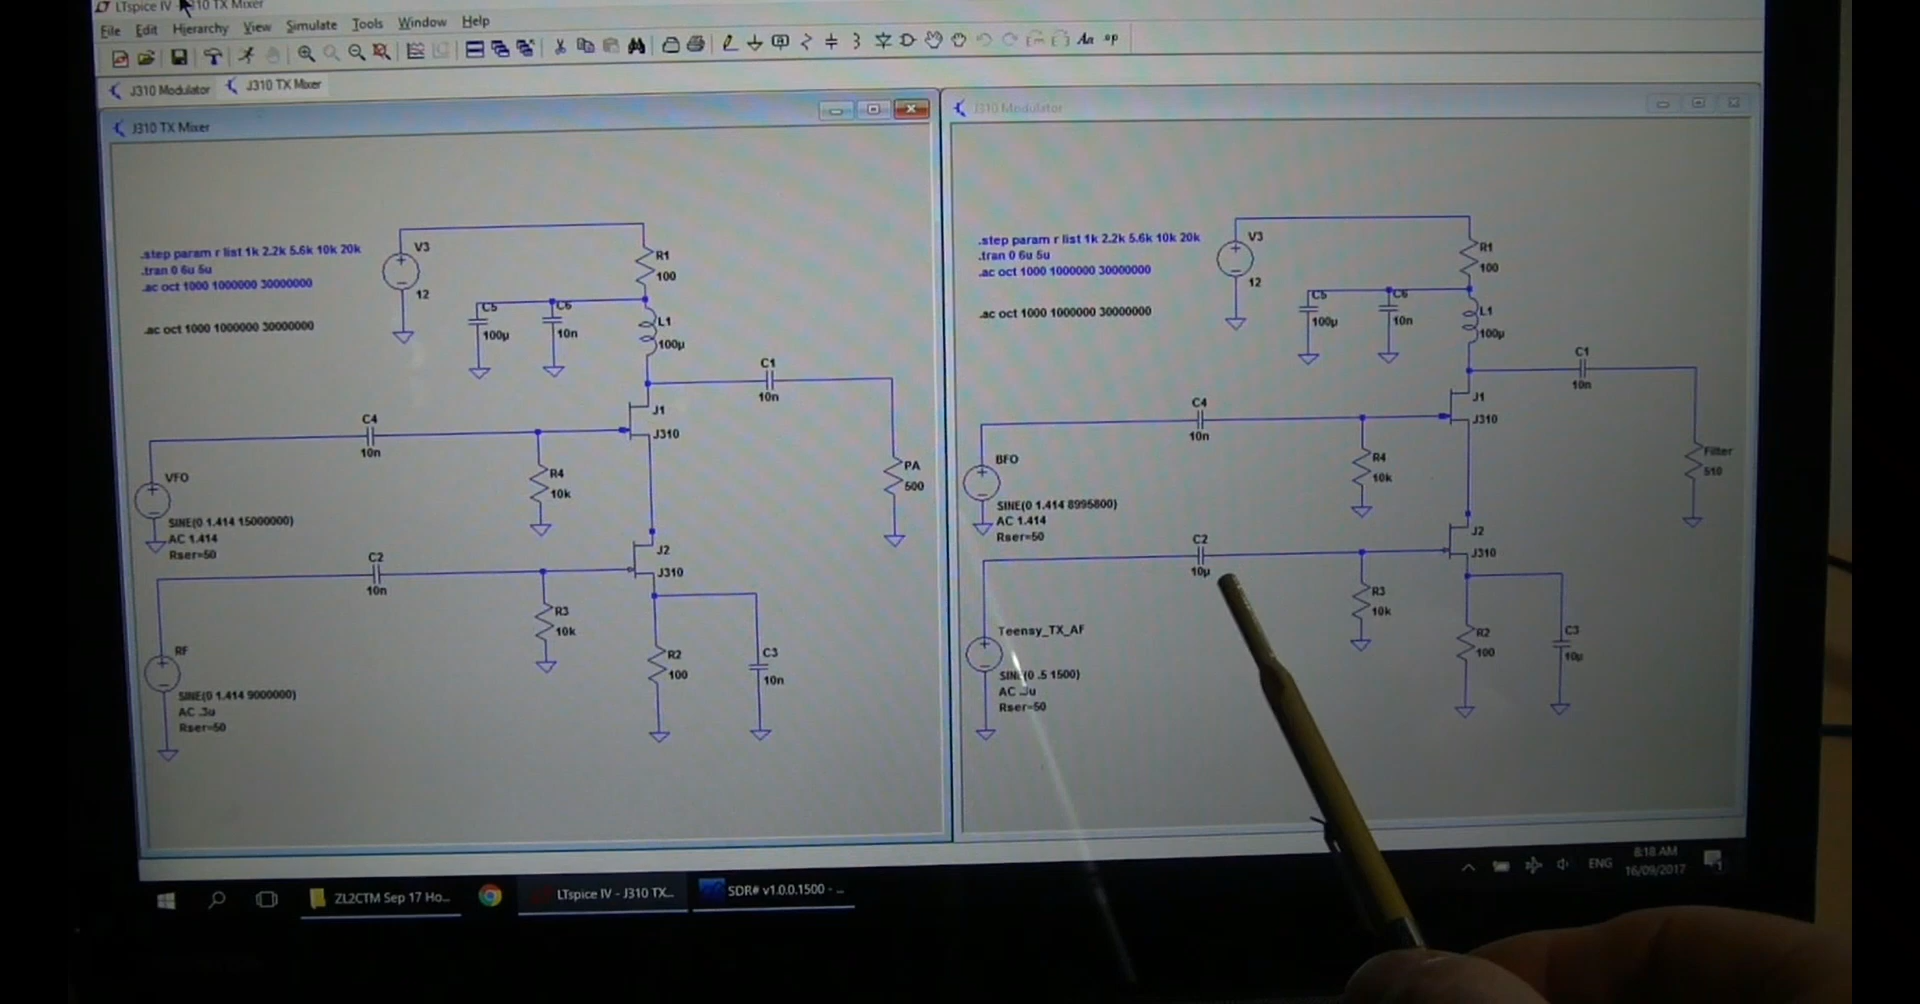 LTspice IV - J310 TX Mixer
File Edit Hierarchy View Simulate Tools Window Help
Aa .op
J310 Modulator J310 TX Mixer
J310 TX Mixer
.step param r list 1k 2.2k 5.6k 10k 20k
.tran 0 6u 5u
.ac oct 1000 1000000 30000000
.ac oct 1000 1000000 30000000
V3
12
R1
100
C5
100µ
C6
10n
L1
100µ
C1
10n
C4
10n
J1
J310
R4
10k
PA
500
VFO
SINE(0 1.414 15000000)
AC 1.414
Rser=50
C2
10n
J2
J310
R3
10k
RF
SINE(0 1.414 9000000)
AC .3u
Rser=50
R2
100
C3
10n
J310 Modulator
.step param r list 1k 2.2k 5.6k 10k 20k
.tran 0 6u 5u
.ac oct 1000 1000000 30000000
.ac oct 1000 1000000 30000000
V3
12
R1
100
C5
100µ
C6
10n
L1
100µ
C1
10n
C4
10n
J1
J310
R4
10k
Filter
510
BFO
SINE(0 1.414 8995800)
AC 1.414
Rser=50
C2
10µ
J2
J310
R3
10k
Teensy_TX_AF
SINE(0 .5 1500)
Rser=50
R2
100
C3
10µ
ZL2CTM Sep 17 Ho...
LTspice IV - J310 TX...
SDR# v1.0.0.1500 - ...
ENG
8:18 AM
16/09/2017